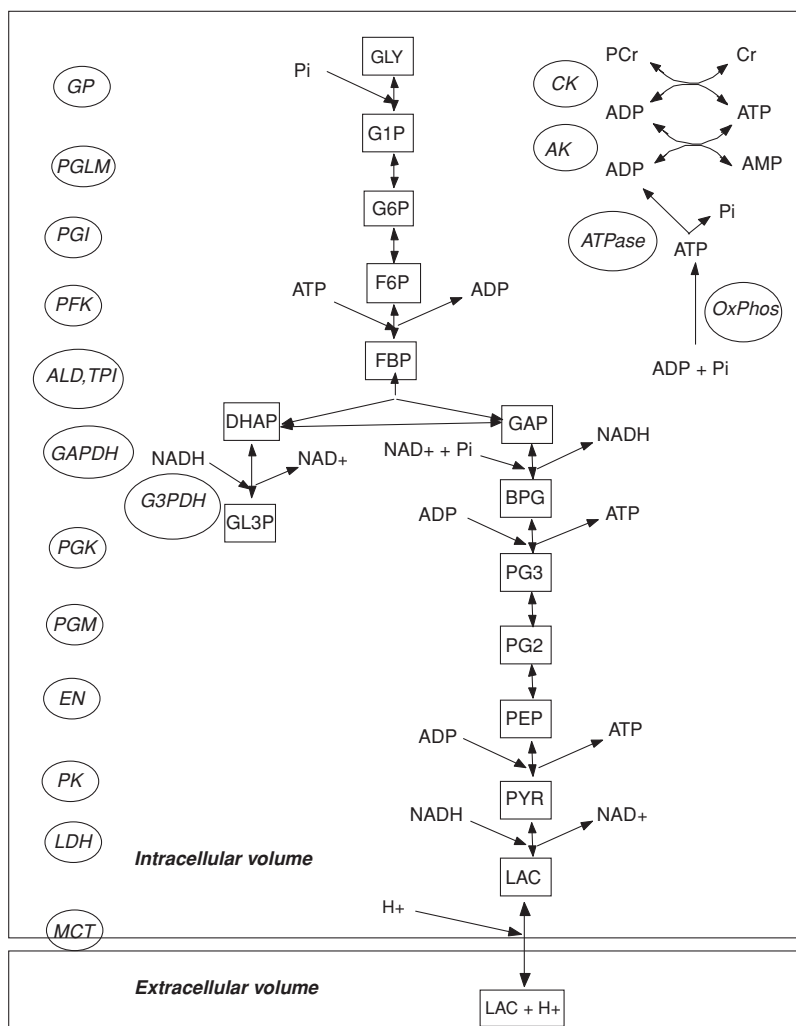 GLY
PCr Cr
Pi
GP
CK
G1P
ADP ATP
AK
PGLM
ADP AMP
G6P
Pi
PGI
ATPase
ATP
F6P
ATP ADP
PFK
OxPhos
FBP
ADP + Pi
ALD,TPI
DHAP GAP
NADH
GAPDH
NADH NAD+
NAD+ + Pi
G3PDH
BPG
GL3P
ADP ATP
PGK
PG3
PGM
PG2
EN
PEP
ADP ATP
PK
PYR
NADH NAD+
LDH
Intracellular volume
LAC
H+
MCT
Extracellular volume
LAC + H+